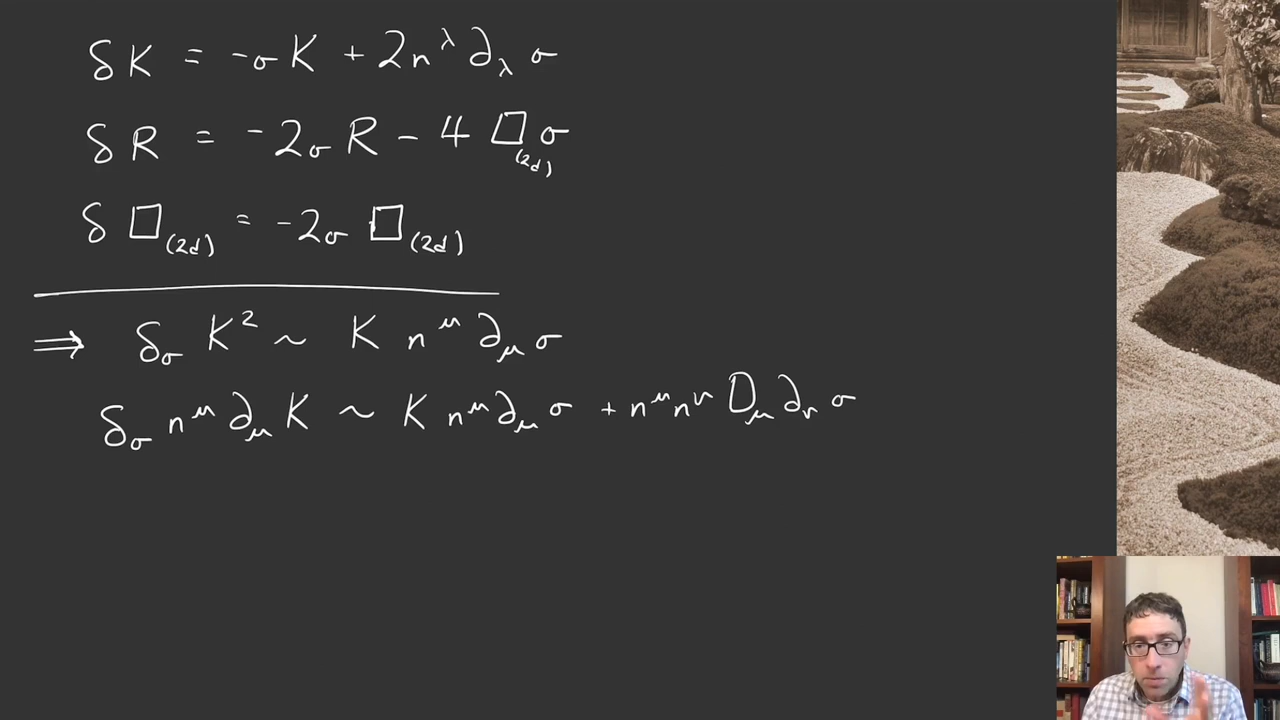 δK = -σK + 2n^λ ∂_λ σ
δR = -2σR - 4 □_(2d) σ
δ □_(2d) = -2σ □_(2d)
⇒ δ_σ K² ~ K n^μ ∂_μ σ
δ_σ n^μ ∂_μ K ~ K n^μ ∂_μ σ + n^μ n^ν D_μ ∂_ν σ